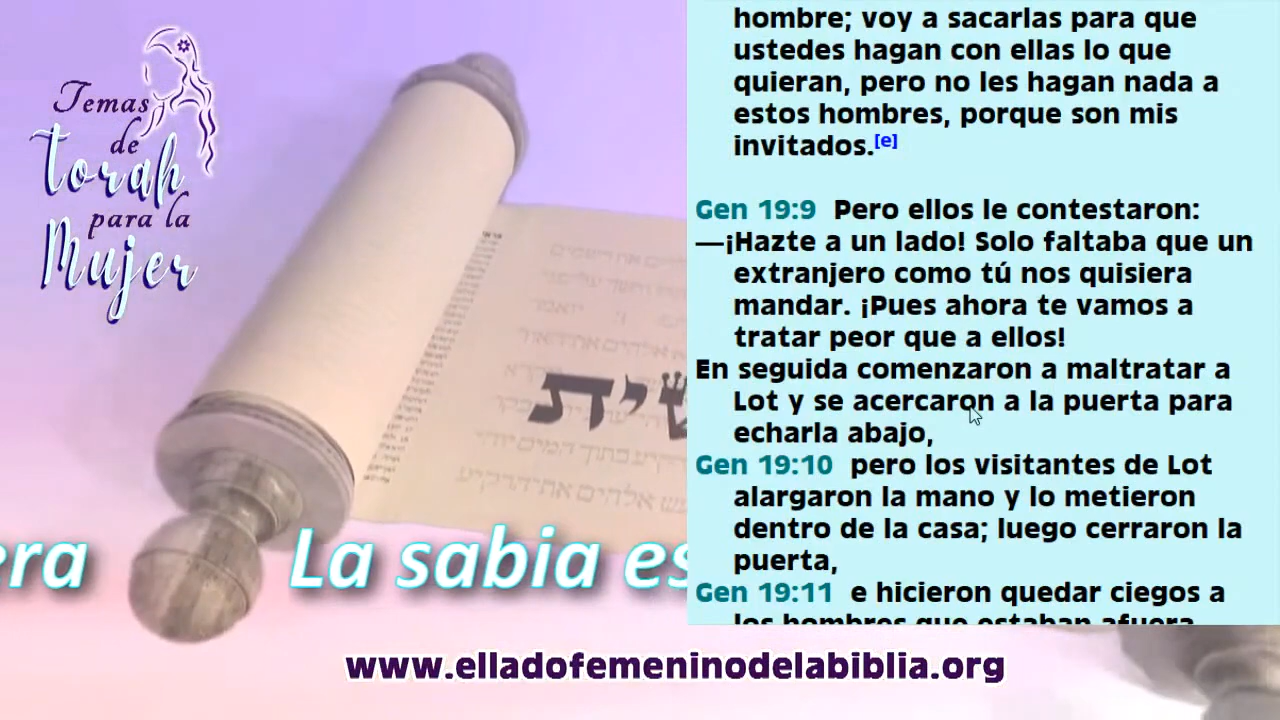 Temas
de
torah
para la
Mujer
hombre; voy a sacarlas para que
ustedes hagan con ellas lo que
quieran, pero no les hagan nada a
estos hombres, porque son mis
invitados.[e]
Gen 19:9 Pero ellos le contestaron:
—¡Hazte a un lado! Solo faltaba que un
extranjero como tú nos quisiera
mandar. ¡Pues ahora te vamos a
tratar peor que a ellos!
En seguida comenzaron a maltratar a
Lot y se acercaron a la puerta para
echarla abajo,
Gen 19:10 pero los visitantes de Lot
alargaron la mano y lo metieron
dentro de la casa; luego cerraron la
puerta,
Gen 19:11 e hicieron quedar ciegos a
los hombres que estaban afuera
era La sabia es
www.elladofemeninodelabiblia.org